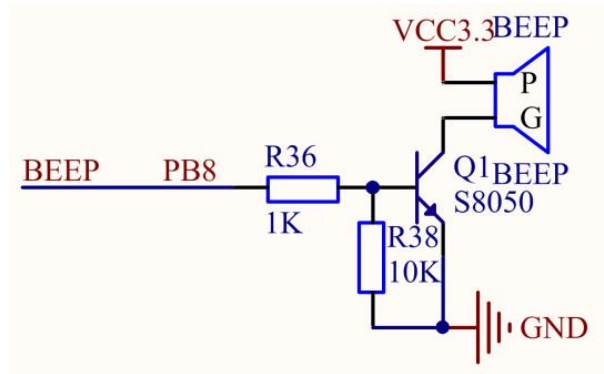 VCC3.3 BEEP
P
G
BEEP PB8 R36
1K
Q1 BEEP
S8050
R38
10K
GND